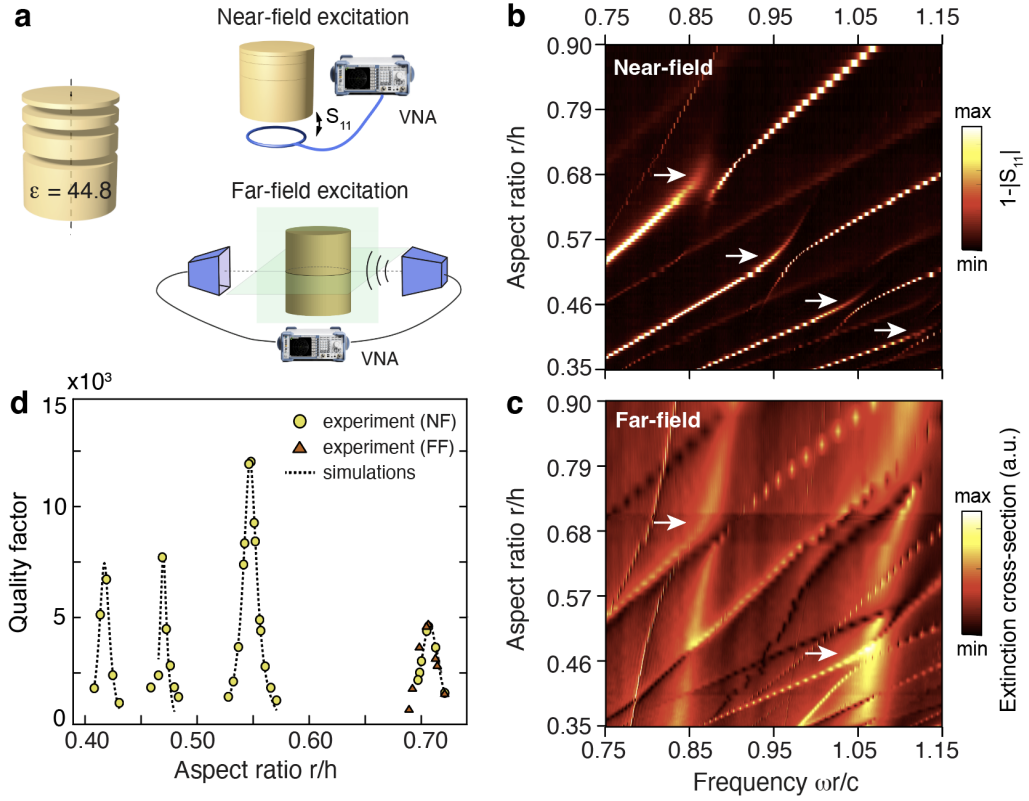 a
Near-field excitation
S11
VNA
ε = 44.8
Far-field excitation
VNA
b
0.75 0.85 0.95 1.05 1.15
Near-field
0.90
0.79
0.68
0.57
0.46
0.35
Aspect ratio r/h
max
min
1-|S11|
c
Far-field
0.90
0.79
0.68
0.57
0.46
0.35
Aspect ratio r/h
0.75 0.85 0.95 1.05 1.15
Frequency ωr/c
max
min
Extinction cross-section (a.u.)
d
x10³
15
10
5
0
Quality factor
experiment (NF)
experiment (FF)
simulations
0.40 0.50 0.60 0.70
Aspect ratio r/h